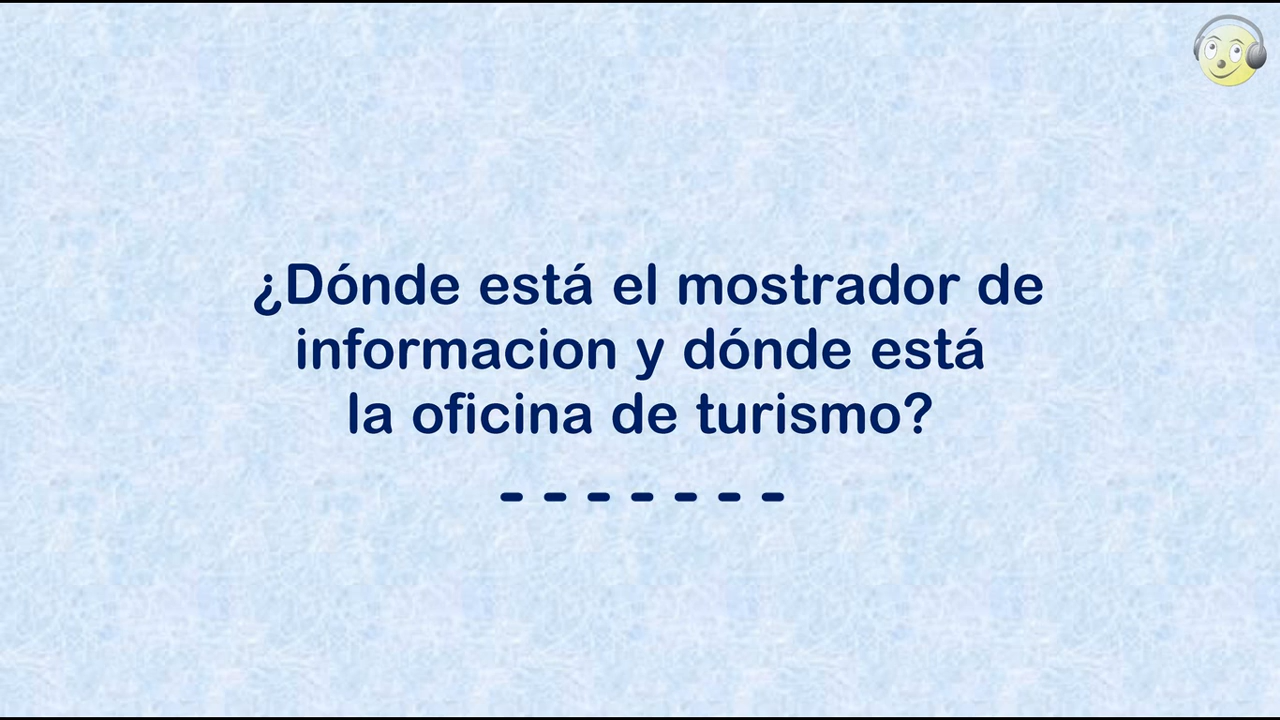 ¿Dónde está el mostrador de
informacion y dónde está
la oficina de turismo?
- - - - - - -